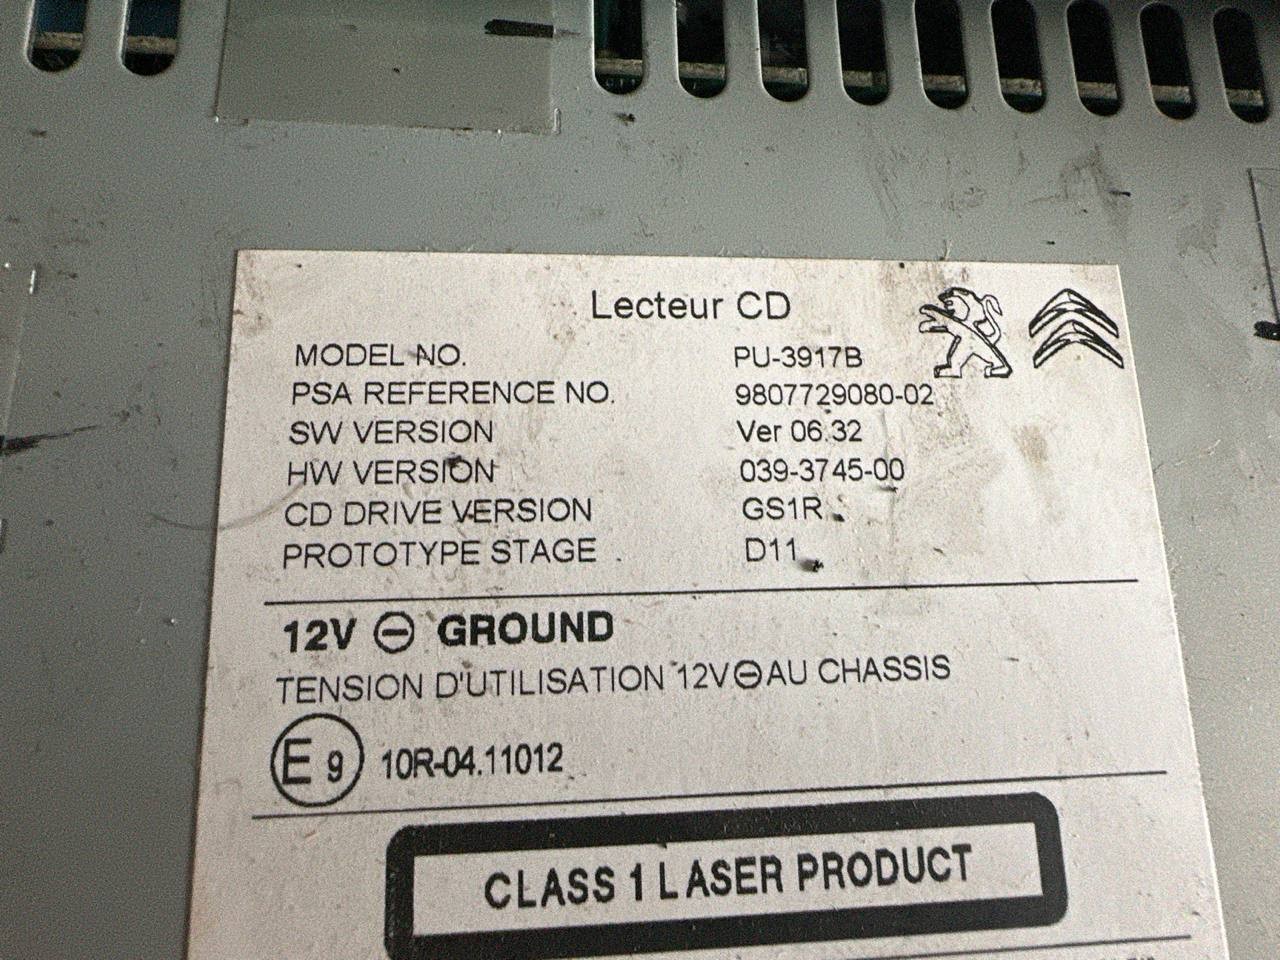 Lecteur CD
MODEL NO. PU-3917B
PSA REFERENCE NO. 9807729080-02
SW VERSION Ver 06.32
HW VERSION 039-3745-00
CD DRIVE VERSION GS1R
PROTOTYPE STAGE D11
12V ⊖ GROUND
TENSION D'UTILISATION 12V⊖AU CHASSIS
E9 10R-04.11012
CLASS 1 LASER PRODUCT